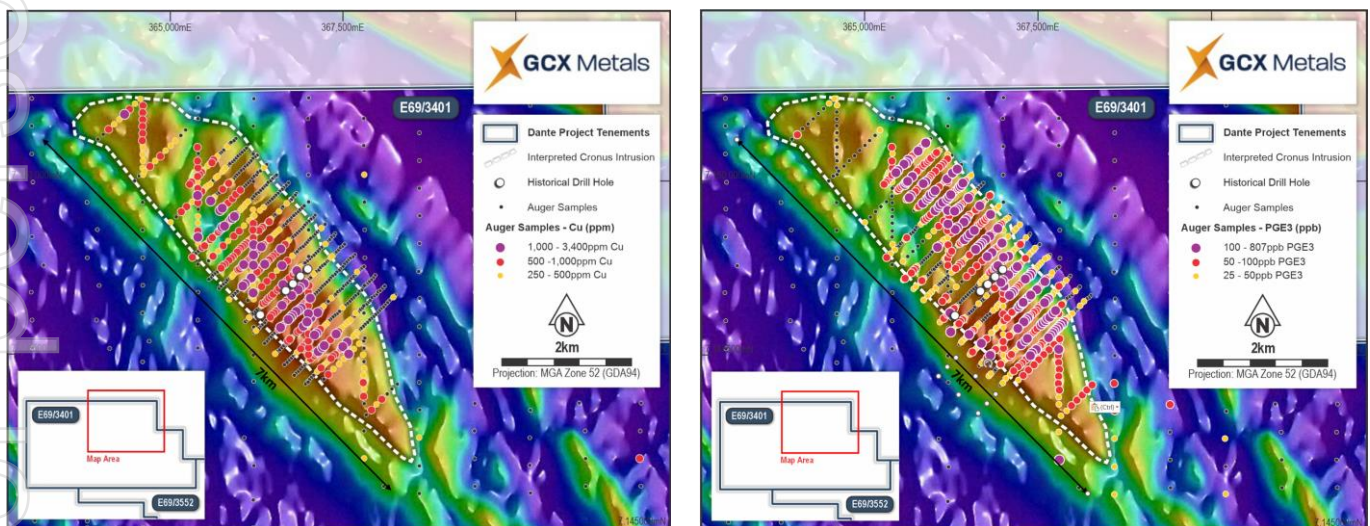 365,000mE
367,500mE
GCX Metals
E69/3401
Dante Project Tenements
Interpreted Cronus Intrusion
Historical Drill Hole
Auger Samples
Auger Samples - Cu (ppm)
1,000 - 3,400ppm Cu
500 -1,000ppm Cu
250 - 500ppm Cu
N
2km
Projection: MGA Zone 52 (GDA94)
7km
E69/3401
Map Area
E69/3552
365,000mE
367,500mE
GCX Metals
E69/3401
Dante Project Tenements
Interpreted Cronus Intrusion
Historical Drill Hole
Auger Samples
Auger Samples - PGE3 (ppb)
100 - 807ppb PGE3
50 -100ppb PGE3
25 - 50ppb PGE3
N
2km
Projection: MGA Zone 52 (GDA94)
7km
(Ctrl)
E69/3401
Map Area
E69/3552